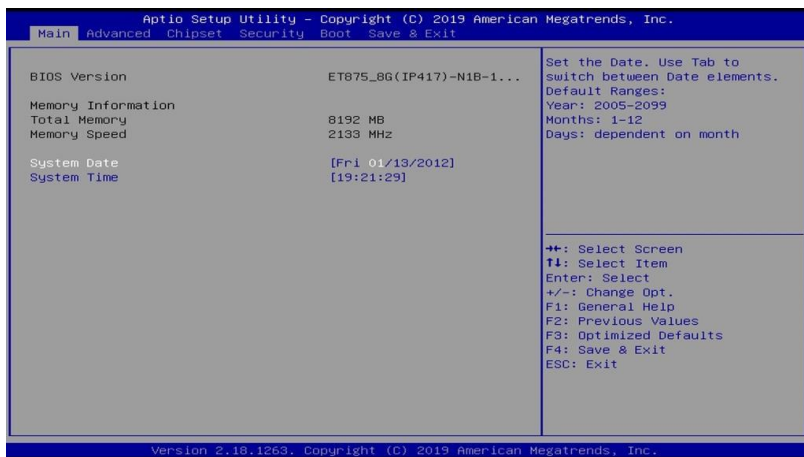 Aptio Setup Utility – Copyright (C) 2019 American Megatrends, Inc.
Main Advanced Chipset Security Boot Save & Exit
BIOS Version ET875_8G(IP417)-N1B-1...
Memory Information
Total Memory 8192 MB
Memory Speed 2133 MHz
System Date [Fri 01/13/2012]
System Time [19:21:29]
Set the Date. Use Tab to
switch between Date elements.
Default Ranges:
Year: 2005-2099
Months: 1-12
Days: dependent on month
→←: Select Screen
↑↓: Select Item
Enter: Select
+/-: Change Opt.
F1: General Help
F2: Previous Values
F3: Optimized Defaults
F4: Save & Exit
ESC: Exit
Version 2.18.1263. Copyright (C) 2019 American Megatrends, Inc.